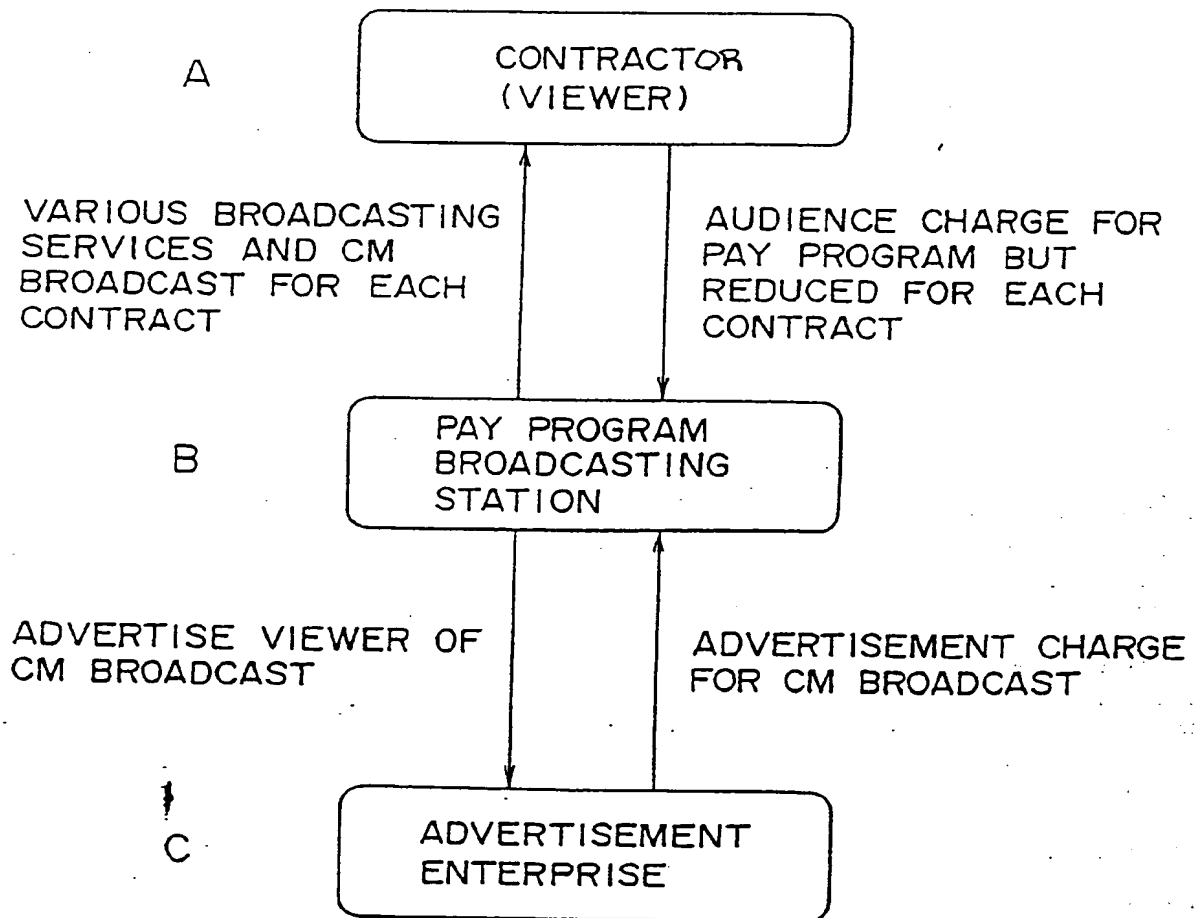 A
CONTRACTOR
(VIEWER)
VARIOUS BROADCASTING
SERVICES AND CM
BROADCAST FOR EACH
CONTRACT
AUDIENCE CHARGE FOR
PAY PROGRAM BUT
REDUCED FOR EACH
CONTRACT
B
PAY PROGRAM
BROADCASTING
STATION
ADVERTISE VIEWER OF
CM BROADCAST
ADVERTISEMENT CHARGE
FOR CM BROADCAST
C
ADVERTISEMENT
ENTERPRISE